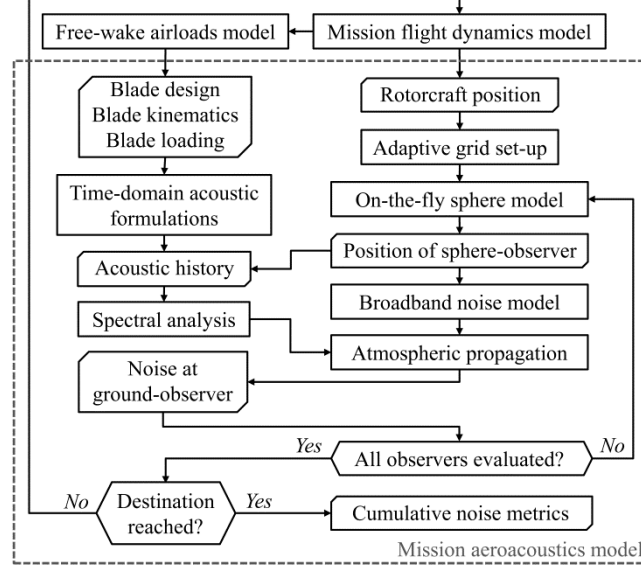 Free-wake airloads model
Mission flight dynamics model
Blade design
Blade kinematics
Blade loading
Rotorcraft position
Adaptive grid set-up
Time-domain acoustic
formulations
On-the-fly sphere model
Position of sphere-observer
Acoustic history
Broadband noise model
Spectral analysis
Atmospheric propagation
Noise at
ground-observer
Yes
All observers evaluated?
No
No
Destination
reached?
Yes
Cumulative noise metrics
Mission aeroacoustics model